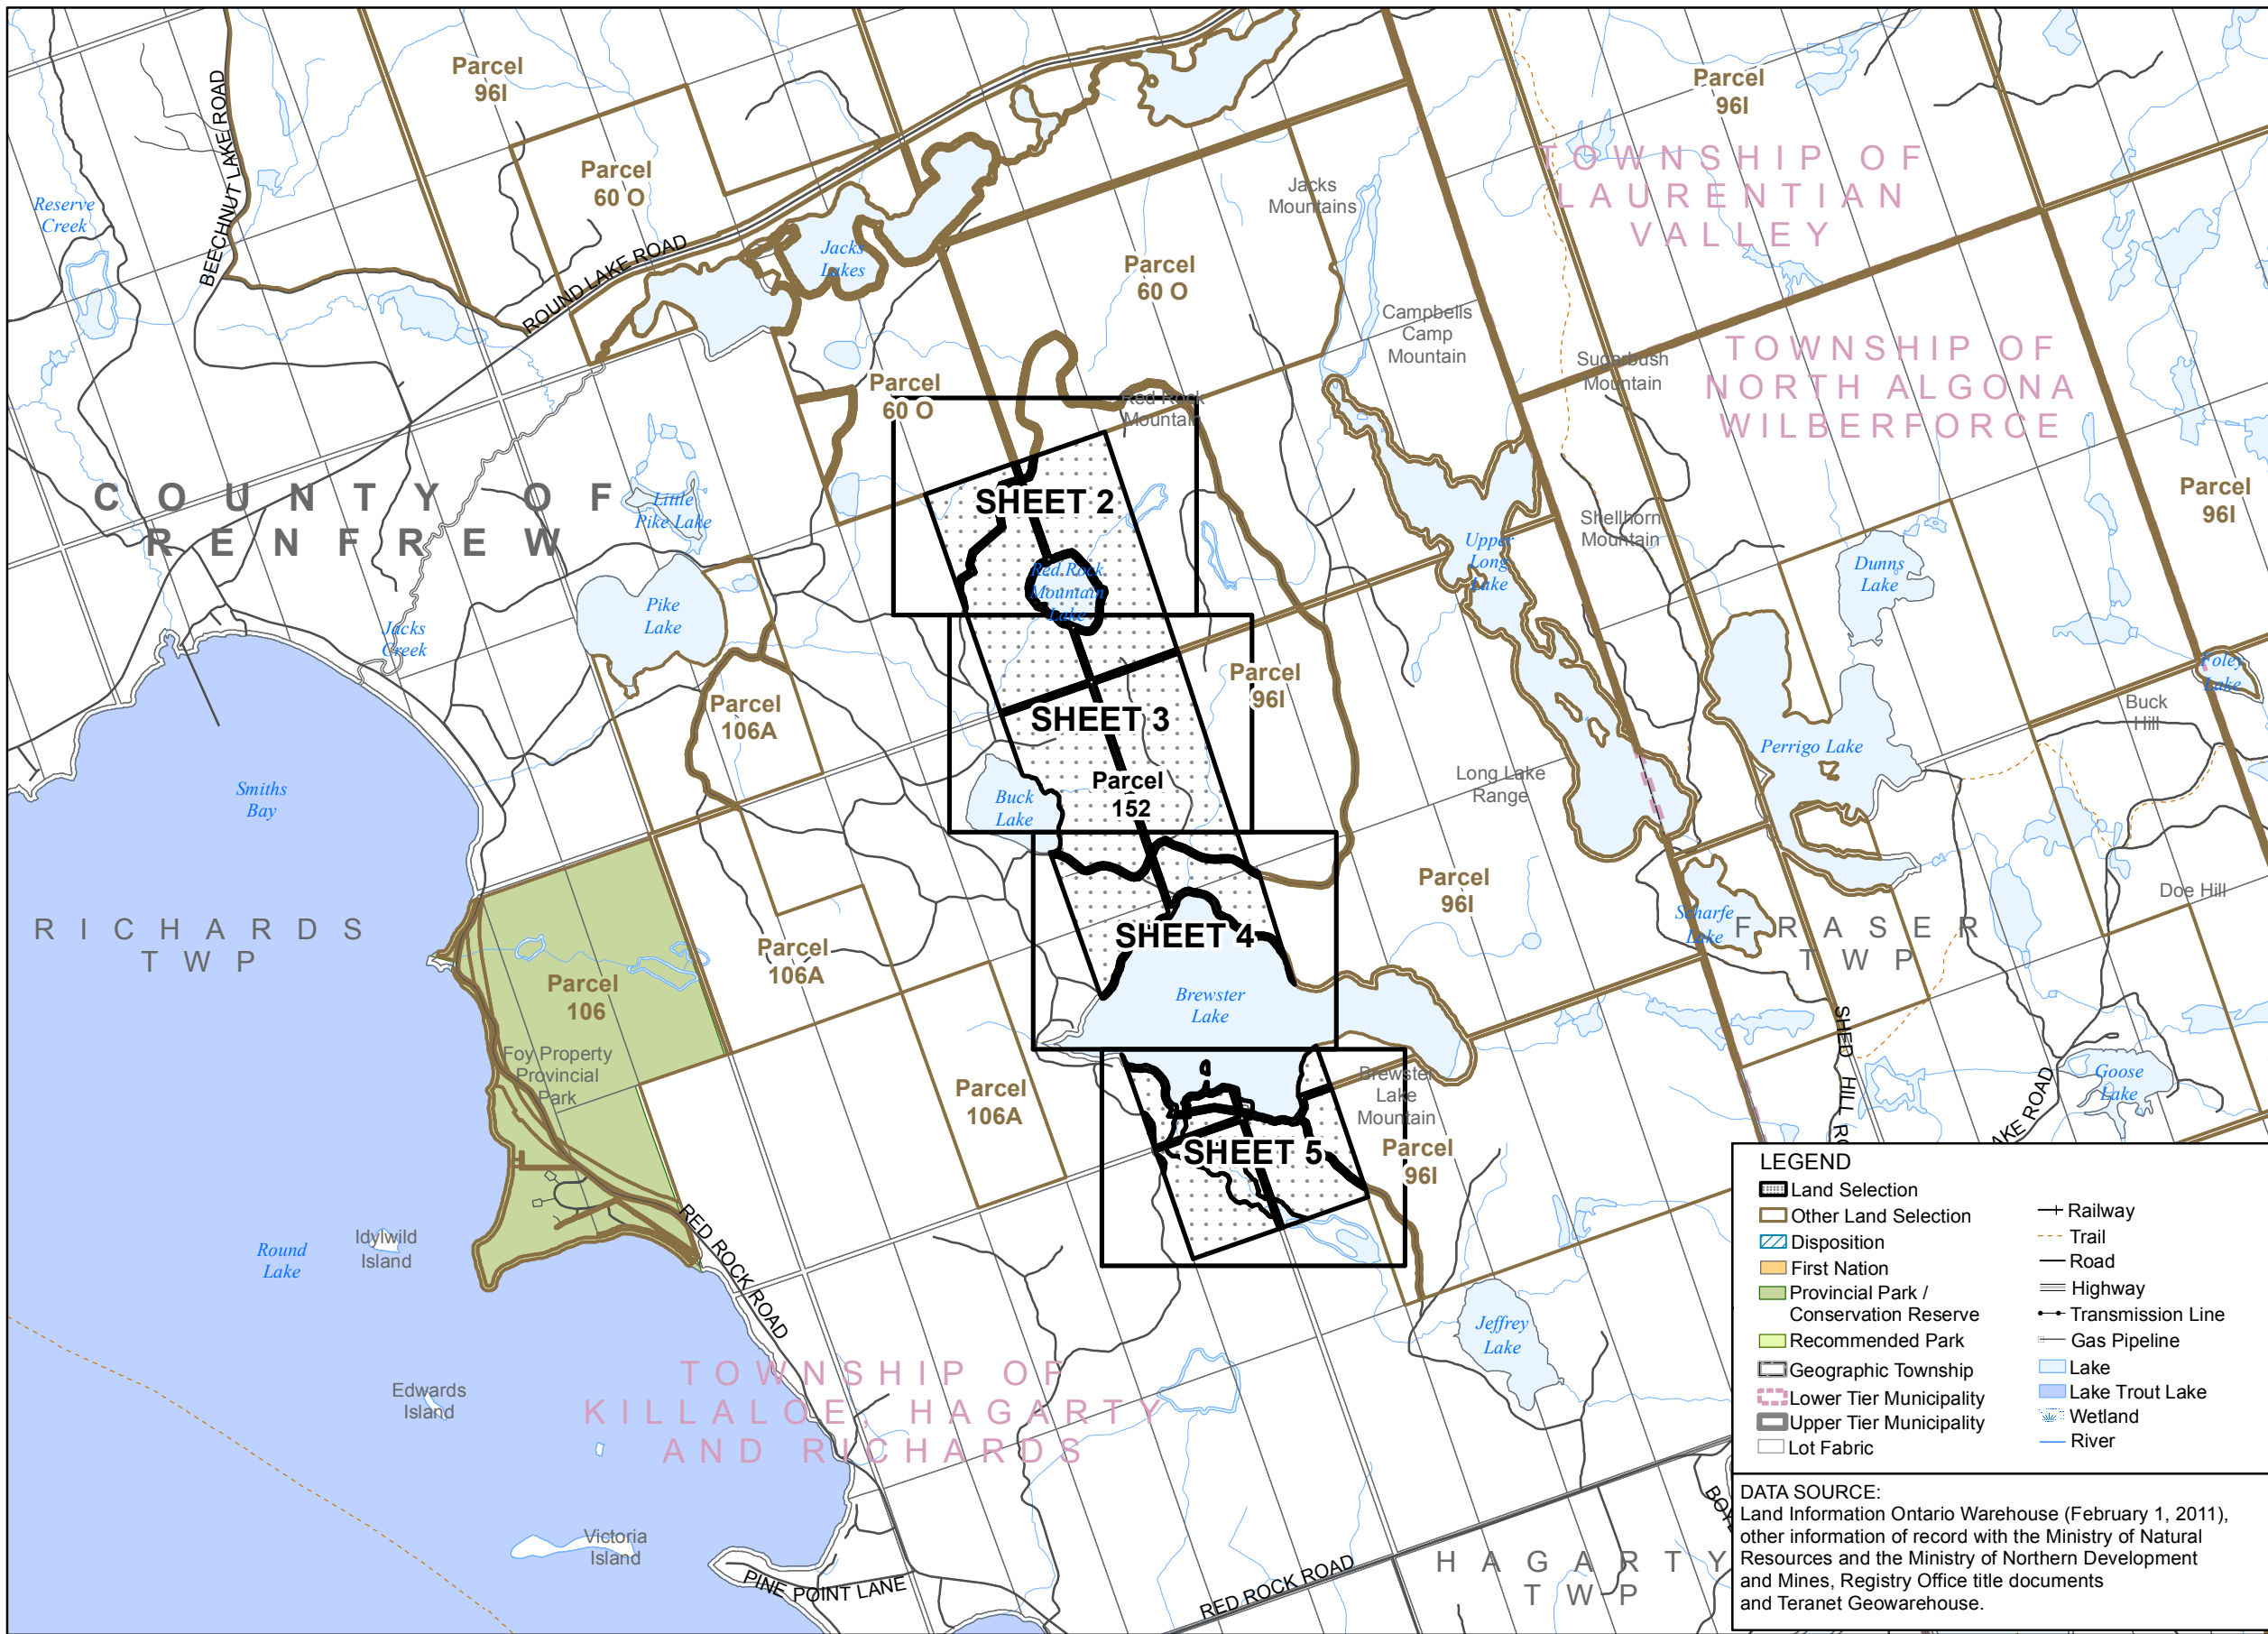 Parcel
96I
Parcel
96I
TOWNSHIP OF
LAURENTIAN
VALLEY
BEECHNUT LAKE ROAD
Parcel
60 O
Reserve
Creek
Jacks
Mountains
Jacks
Lakes
ROUND LAKE ROAD
Parcel
60 O
Campbells
Camp
Mountain
Sugarbush
Mountain
TOWNSHIP OF
NORTH ALGONA
WILBERFORCE
Parcel
60 O
Red Rock
Mountain
COUNTY OF
RENFREW
Little
Pike Lake
SHEET 2
Parcel
96I
Shellhorn
Mountain
Upper
Long
Lake
Dunns
Lake
Red Rock
Mountain
Lake
Pike
Lake
Jacks
Creek
Parcel
106A
Parcel
96I
Foley
Lake
Buck
Hill
SHEET 3
Perrigo Lake
Smiths
Bay
Buck
Lake
Parcel
152
Long Lake
Range
Parcel
96I
Doe Hill
RICHARDS
TWP
Parcel
106A
SHEET 4
Scharfe
Lake
FRASER
TWP
Parcel
106
Brewster
Lake
Foy Property
Provincial
Park
SHED HILL RO
Parcel
106A
Brewster
Lake
Mountain
Goose
Lake
AKE ROAD
SHEET 5
Parcel
96I
Round
Lake
Idylwild
Island
RED ROCK ROAD
Jeffrey
Lake
Edwards
Island
TOWNSHIP OF
KILLALOE, HAGARTY
AND RICHARDS
Victoria
Island
PINE POINT LANE
RED ROCK ROAD
HAGARTY
TWP
LEGEND
Land Selection
Other Land Selection
Disposition
First Nation
Provincial Park /
Conservation Reserve
Recommended Park
Geographic Township
Lower Tier Municipality
Upper Tier Municipality
Lot Fabric
Railway
Trail
Road
Highway
Transmission Line
Gas Pipeline
Lake
Lake Trout Lake
Wetland
River
DATA SOURCE:
Land Information Ontario Warehouse (February 1, 2011),
other information of record with the Ministry of Natural
Resources and the Ministry of Northern Development
and Mines, Registry Office title documents
and Teranet Geowarehouse.